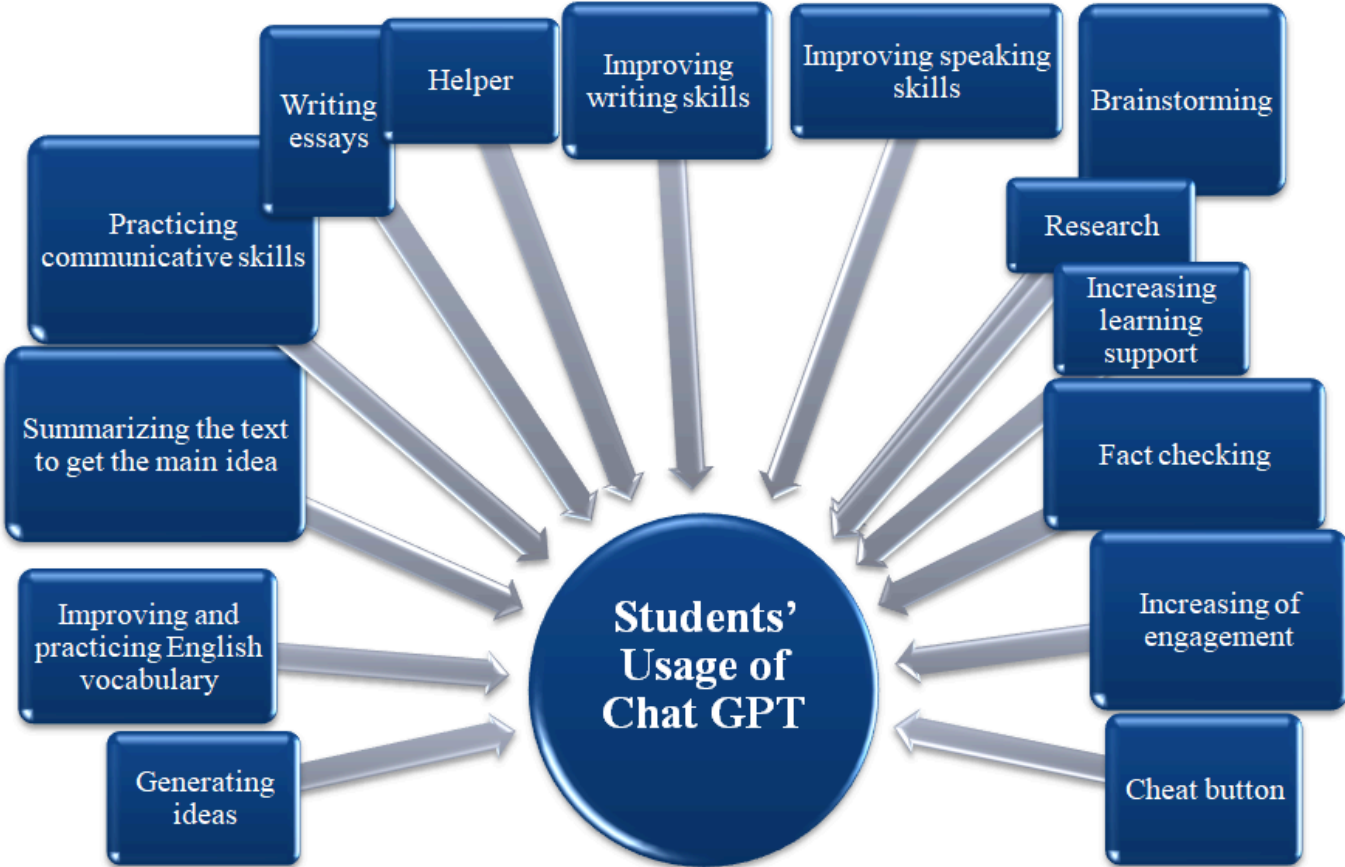 Helper
Improving
writing skills
Improving speaking
skills
Brainstorming
Writing
essays
Practicing
communicative skills
Research
Increasing
learning
support
Summarizing the text
to get the main idea
Fact checking
Improving and
practicing English
vocabulary
Increasing of
engagement
Generating
ideas
Cheat button
Students’
Usage of
Chat GPT